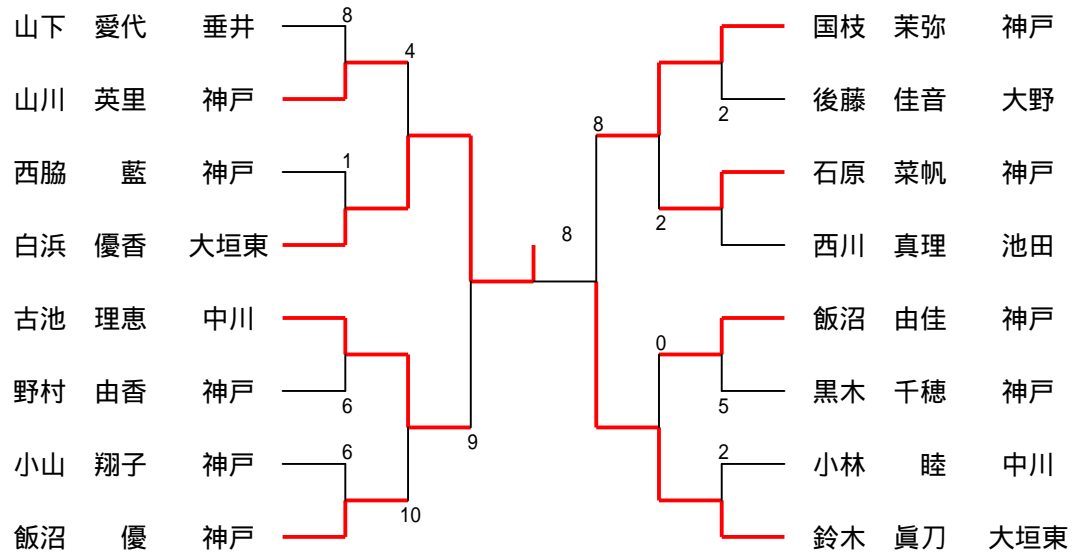 山下 愛代 垂井
山川 英里 神戸
西脇 藍 神戸
白浜 優香 大垣東
古池 理恵 中川
野村 由香 神戸
小山 翔子 神戸
飯沼 優 神戸
8
4
1
6
6
9
10
8
8
2
2
0
5
2
国枝 茉弥 神戸
後藤 佳音 大野
石原 菜帆 神戸
西川 真理 池田
飯沼 由佳 神戸
黒木 千穂 神戸
小林 睦 中川
鈴木 眞刀 大垣東